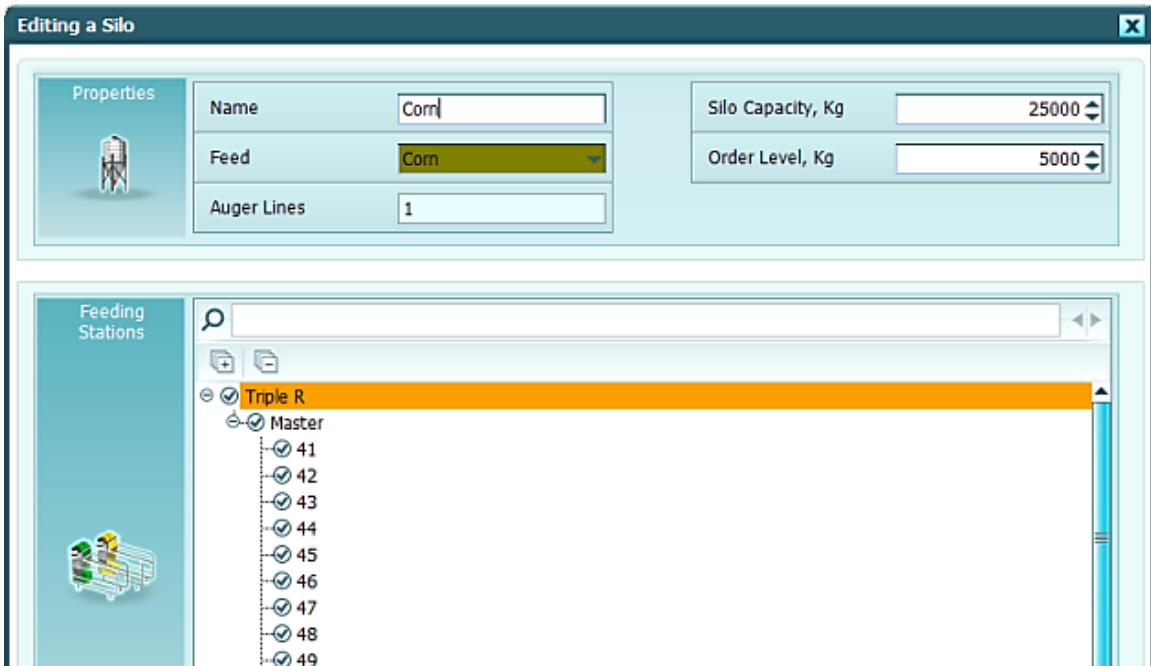 Editing a Silo
Properties
Name
Corn
Silo Capacity, Kg
25000
Feed
Corn
Order Level, Kg
5000
Auger Lines
1
Feeding
Stations
Triple R
Master
41
42
43
44
45
46
47
48
49